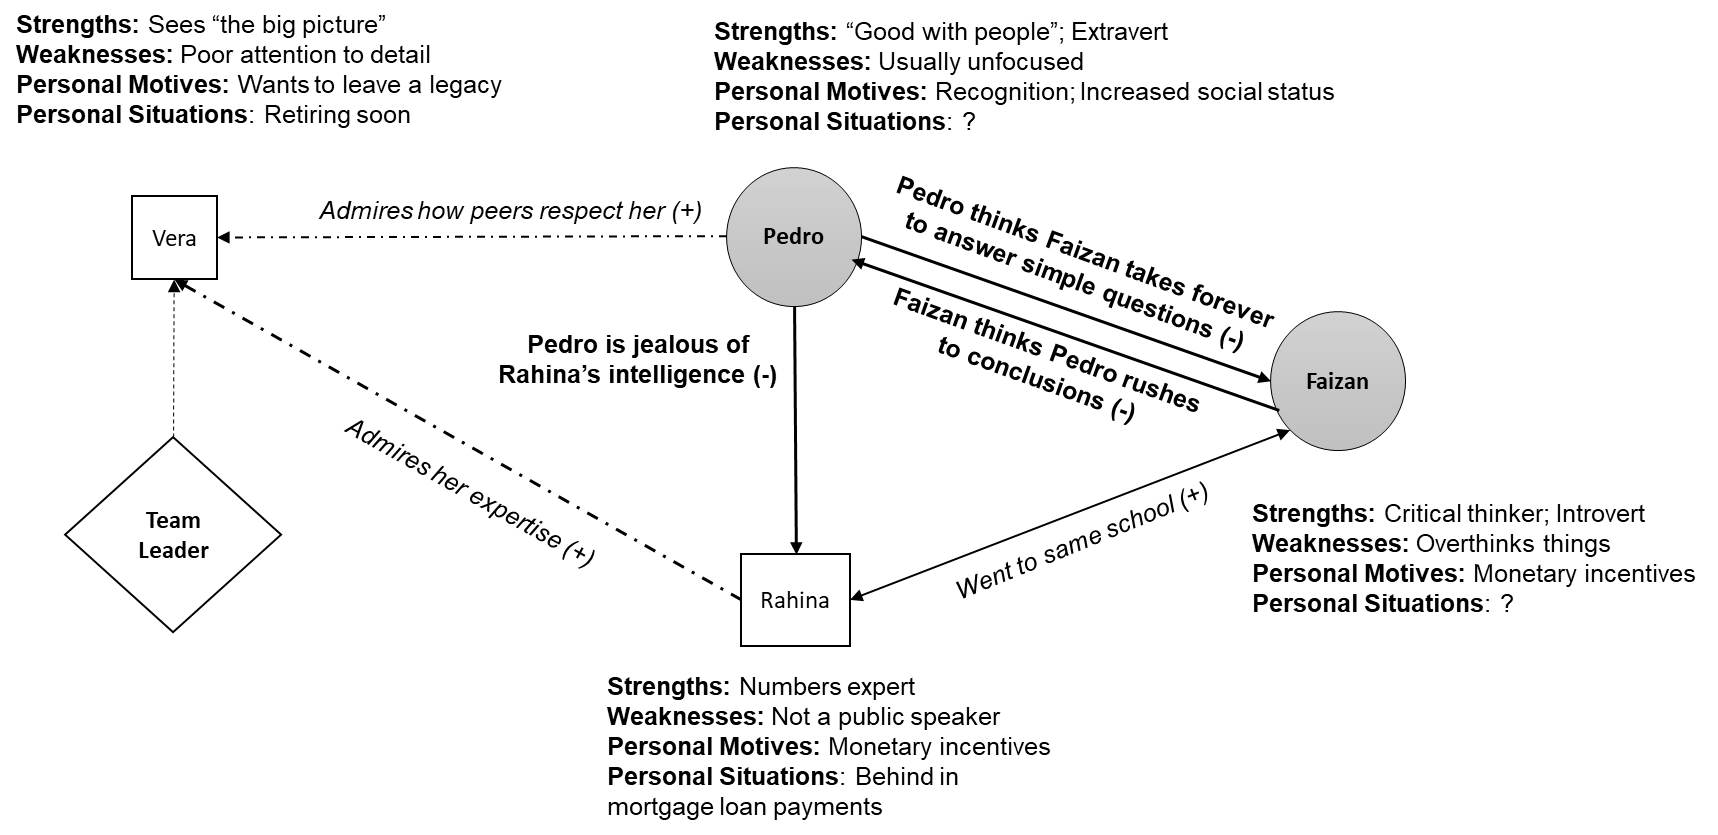 Strengths: Sees “the big picture”
Weaknesses: Poor attention to detail
Personal Motives: Wants to leave a legacy
Personal Situations: Retiring soon
Strengths: “Good with people”; Extravert
Weaknesses: Usually unfocused
Personal Motives: Recognition; Increased social status
Personal Situations: ?
Vera
Admires how peers respect her (+)
Pedro
Pedro thinks Faizan takes forever
to answer simple questions (-)
Faizan thinks Pedro rushes
to conclusions (-)
Faizan
Pedro is jealous of
Rahina’s intelligence (-)
Admires her expertise (+)
Team
Leader
Rahina
Went to same school (+)
Strengths: Critical thinker; Introvert
Weaknesses: Overthinks things
Personal Motives: Monetary incentives
Personal Situations: ?
Strengths: Numbers expert
Weaknesses: Not a public speaker
Personal Motives: Monetary incentives
Personal Situations: Behind in
mortgage loan payments